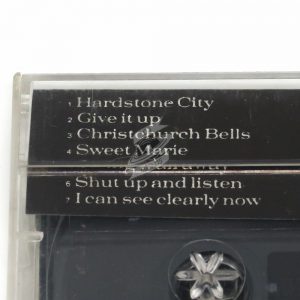 1 Hardstone City
2 Give it up
3 Christchurch Bells
4 Sweet Marie
6 Shut up and listen
7 I can see clearly now